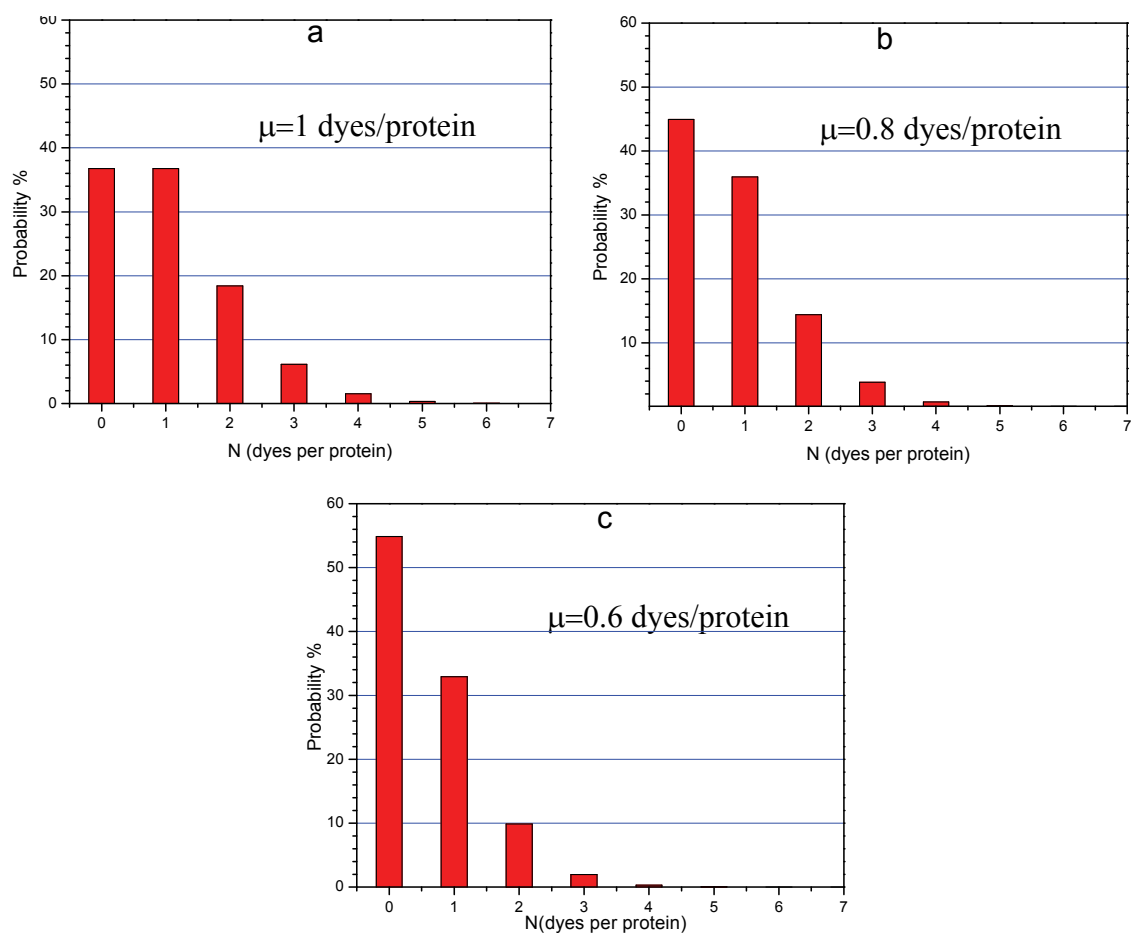 a
μ=1 dyes/protein
Probability %
60
50
40
30
20
10
0
0 1 2 3 4 5 6 7
N (dyes per protein)
b
μ=0.8 dyes/protein
Probability %
60
50
40
30
20
10
0 1 2 3 4 5 6 7
N (dyes per protein)
c
μ=0.6 dyes/protein
Probability %
60
50
40
30
20
10
0
0 1 2 3 4 5 6 7
N(dyes per protein)